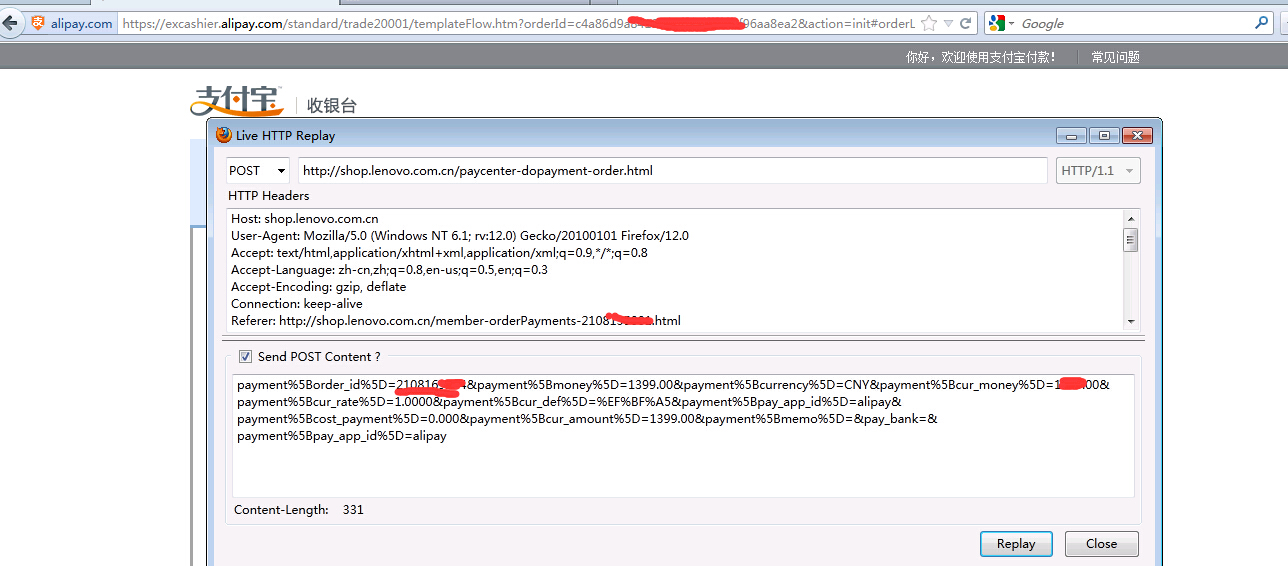 alipay.com https://excashier.alipay.com/standard/trade20001/templateFlow.htm?orderId=c4a86d9a f96aa8ea2&action=init#orderL Google
你好，欢迎使用支付宝付款！ 常见问题
支付宝 收银台
Live HTTP Replay
POST http://shop.lenovo.com.cn/paycenter-dopayment-order.html HTTP/1.1
HTTP Headers
Host: shop.lenovo.com.cn
User-Agent: Mozilla/5.0 (Windows NT 6.1; rv:12.0) Gecko/20100101 Firefox/12.0
Accept: text/html,application/xhtml+xml,application/xml;q=0.9,*/*;q=0.8
Accept-Language: zh-cn,zh;q=0.8,en-us;q=0.5,en;q=0.3
Accept-Encoding: gzip, deflate
Connection: keep-alive
Referer: http://shop.lenovo.com.cn/member-orderPayments-2108 .html
Send POST Content ?
payment%5Border_id%5D=210816 4&payment%5Bmoney%5D=1399.00&payment%5Bcurrency%5D=CNY&payment%5Bcur_money%5D=1 .00&
payment%5Bcur_rate%5D=1.0000&payment%5Bcur_def%5D=%EF%BF%A5&payment%5Bpay_app_id%5D=alipay&
payment%5Bcost_payment%5D=0.000&payment%5Bcur_amount%5D=1399.00&payment%5Bmemo%5D=&pay_bank=&
payment%5Bpay_app_id%5D=alipay
Content-Length: 331
Replay Close